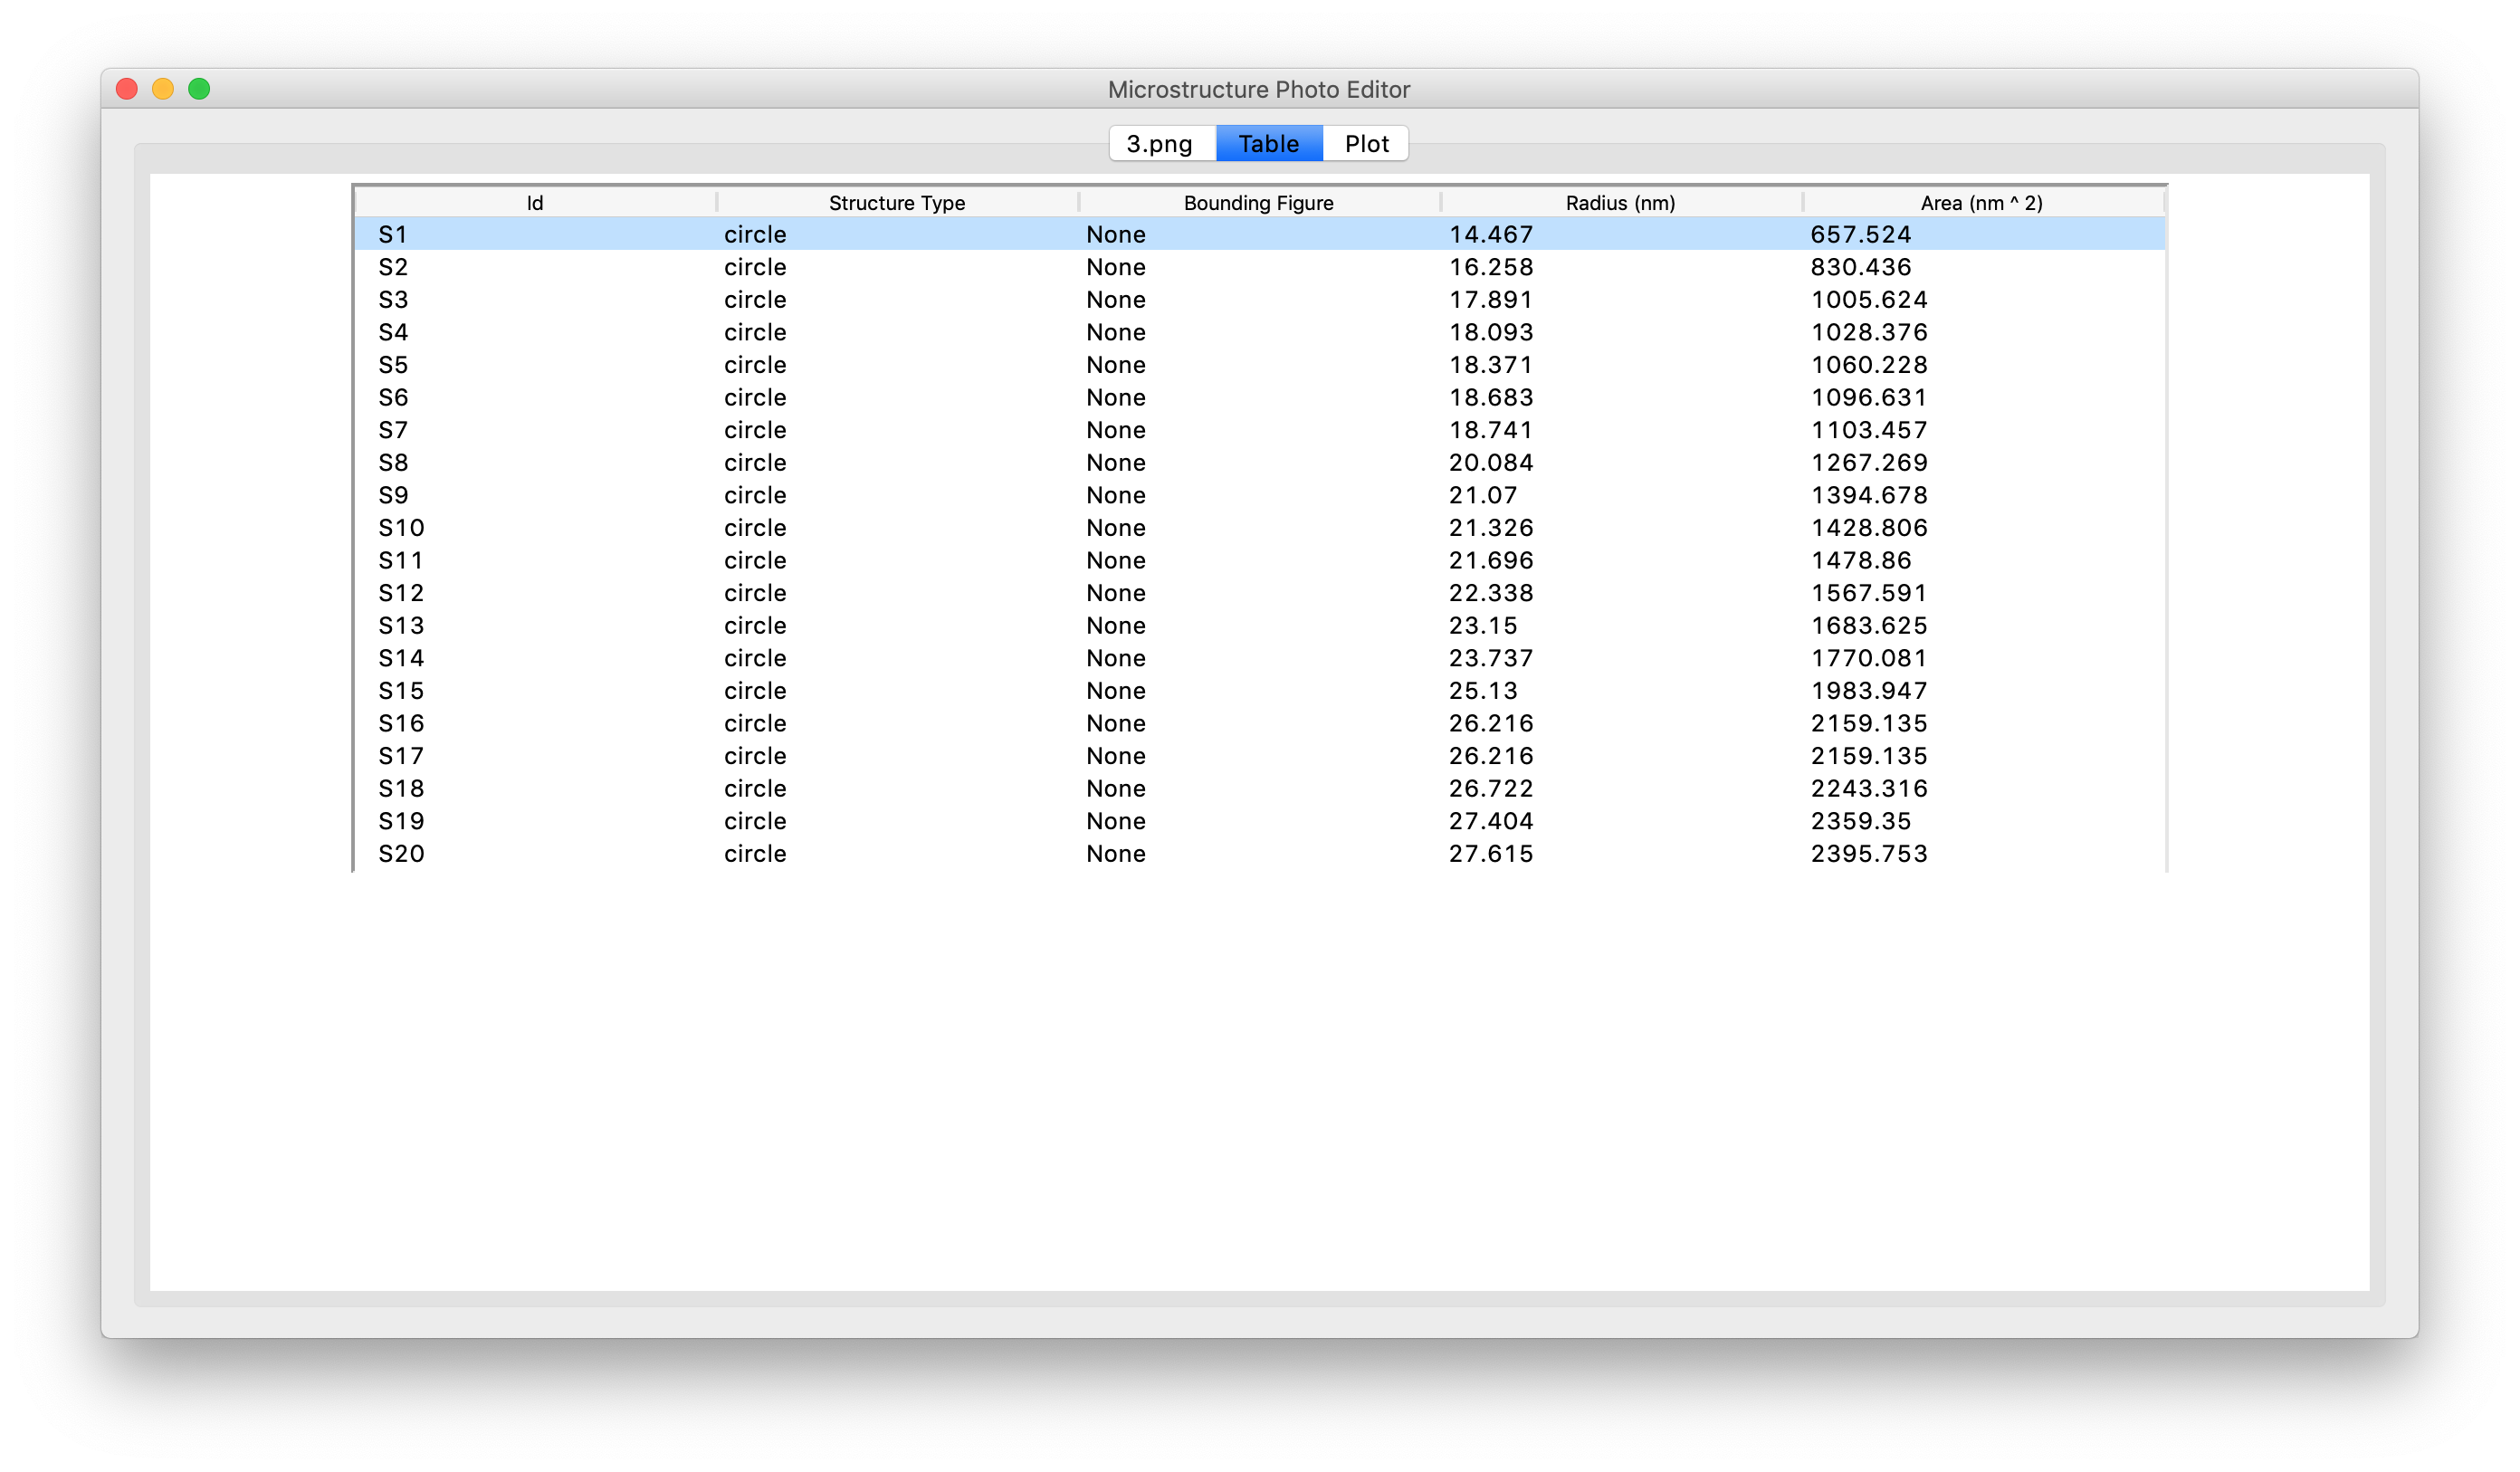 Microstructure Photo Editor
3.png Table Plot
Id Structure Type Bounding Figure Radius (nm) Area (nm ^ 2)
S1 circle None 14.467 657.524
S2 circle None 16.258 830.436
S3 circle None 17.891 1005.624
S4 circle None 18.093 1028.376
S5 circle None 18.371 1060.228
S6 circle None 18.683 1096.631
S7 circle None 18.741 1103.457
S8 circle None 20.084 1267.269
S9 circle None 21.07 1394.678
S10 circle None 21.326 1428.806
S11 circle None 21.696 1478.86
S12 circle None 22.338 1567.591
S13 circle None 23.15 1683.625
S14 circle None 23.737 1770.081
S15 circle None 25.13 1983.947
S16 circle None 26.216 2159.135
S17 circle None 26.216 2159.135
S18 circle None 26.722 2243.316
S19 circle None 27.404 2359.35
S20 circle None 27.615 2395.753